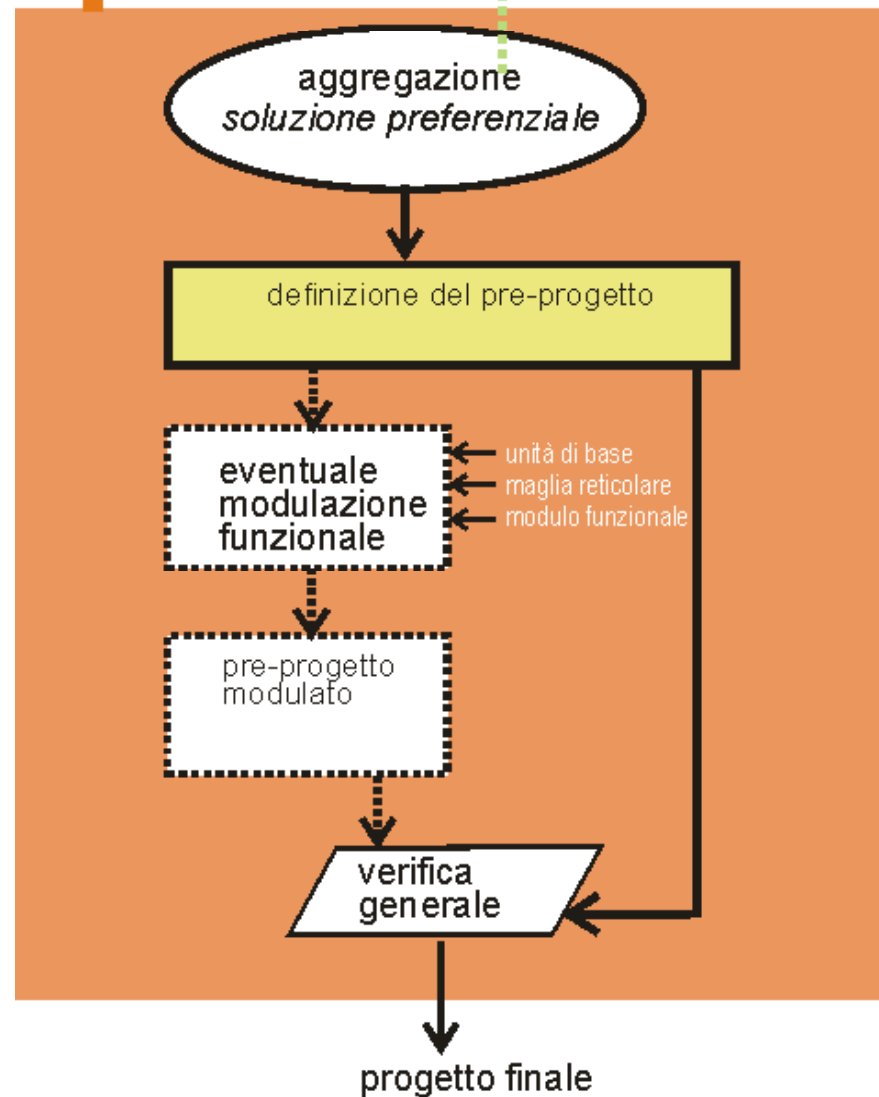 aggregazione
soluzione preferenziale
definizione del pre-progetto
eventuale
modulazione
funzionale
unità di base
maglia reticolare
modulo funzionale
pre-progetto
modulato
verifica
generale
progetto finale